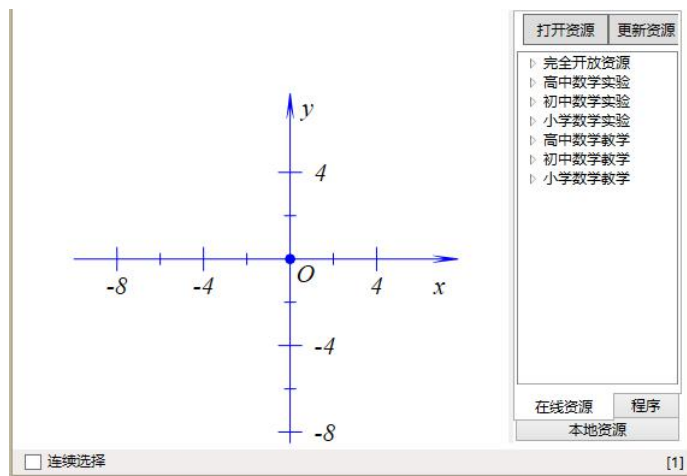 打开资源 更新资源
完全开放资源
高中数学实验
初中数学实验
小学数学实验
高中数学教学
初中数学教学
小学数学教学
y
4
-8 -4 O 4 x
-4
-8
在线资源 程序
本地资源
连续选择 [1]